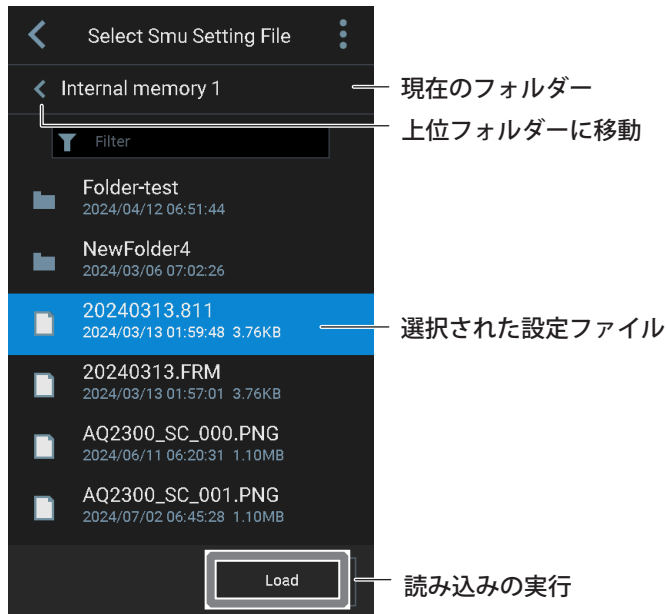 Select Smu Setting File
Internal memory 1
現在のフォルダー
上位フォルダーに移動
Filter
Folder-test
2024/04/12 06:51:44
NewFolder4
2024/03/06 07:02:26
20240313.811
2024/03/13 01:59:48 3.76KB
選択された設定ファイル
20240313.FRM
2024/03/13 01:57:01 3.76KB
AQ2300_SC_000.PNG
2024/06/11 06:20:31 1.10MB
AQ2300_SC_001.PNG
2024/07/02 06:45:28 1.10MB
Load
読み込みの実行